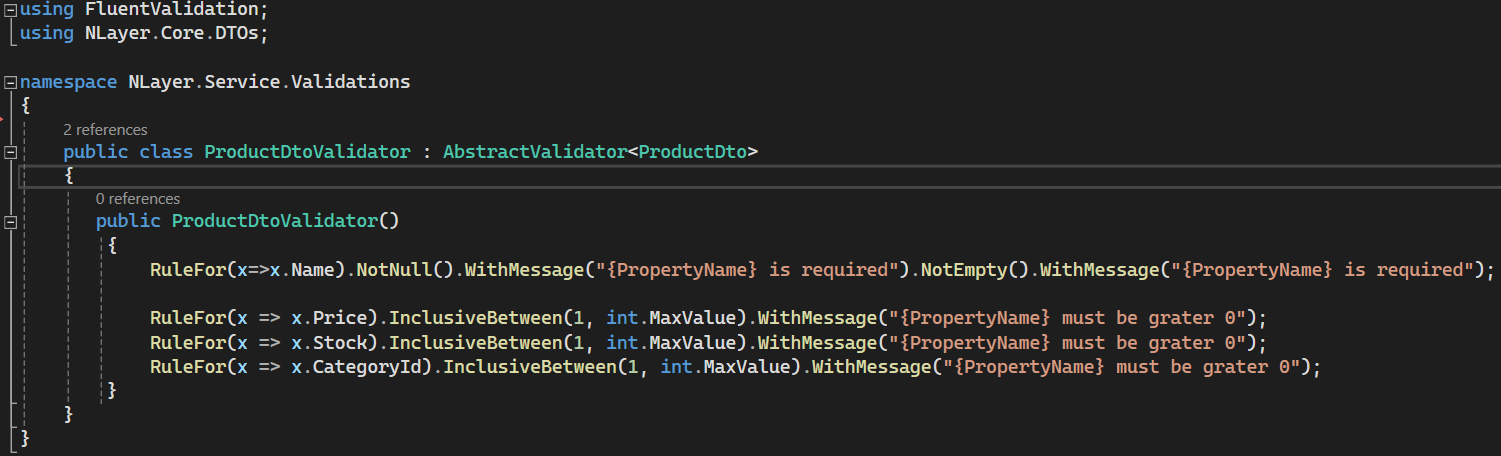 using FluentValidation;
using NLayer.Core.DTOs;
namespace NLayer.Service.Validations
{
2 references
public class ProductDtoValidator : AbstractValidator<ProductDto>
{
0 references
public ProductDtoValidator()
{
RuleFor(x=>x.Name).NotNull().WithMessage("{PropertyName} is required").NotEmpty().WithMessage("{PropertyName} is required");
RuleFor(x => x.Price).InclusiveBetween(1, int.MaxValue).WithMessage("{PropertyName} must be grater 0");
RuleFor(x => x.Stock).InclusiveBetween(1, int.MaxValue).WithMessage("{PropertyName} must be grater 0");
RuleFor(x => x.CategoryId).InclusiveBetween(1, int.MaxValue).WithMessage("{PropertyName} must be grater 0");
}
}
}